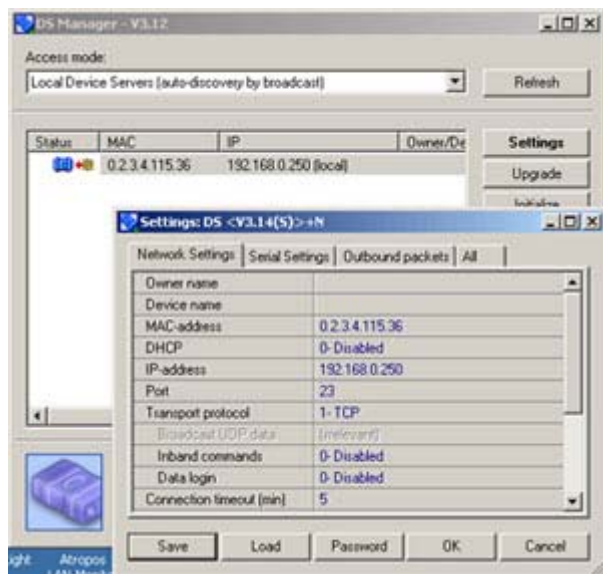 DS Manager - V3.12
Access mode:
Local Device Servers (auto-discovery by broadcast)
Refresh
Status MAC IP Owner/De
0.2.3.4.115.36 192.168.0.250 (local)
Settings
Upgrade
Initialize
Settings: DS <V3.14(S)>+N
Network Settings Serial Settings Outbound packets All
Owner name
Device name
MAC-address 0.2.3.4.115.36
DHCP 0- Disabled
IP-address 192.168.0.250
Port 23
Transport protocol 1- TCP
Broadcast UDP data (irrelevant)
Inband commands 0- Disabled
Data login 0- Disabled
Connection timeout (min) 5
Save Load Password OK Cancel
ght Atropos